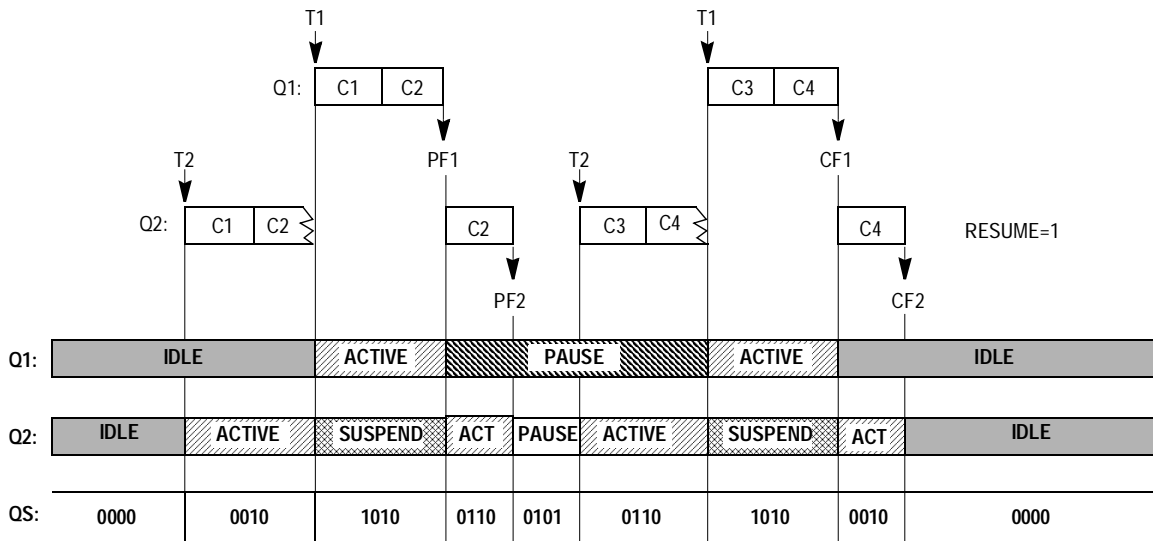 T1 T1
Q1: C1 C2 C3 C4
T2 PF1 T2 CF1
Q2: C1 C2 C2 C3 C4 C4 RESUME=1
PF2 CF2
Q1: IDLE ACTIVE PAUSE ACTIVE IDLE
Q2: IDLE ACTIVE SUSPEND ACT PAUSE ACTIVE SUSPEND ACT IDLE
QS: 0000 0010 1010 0110 0101 0110 1010 0010 0000